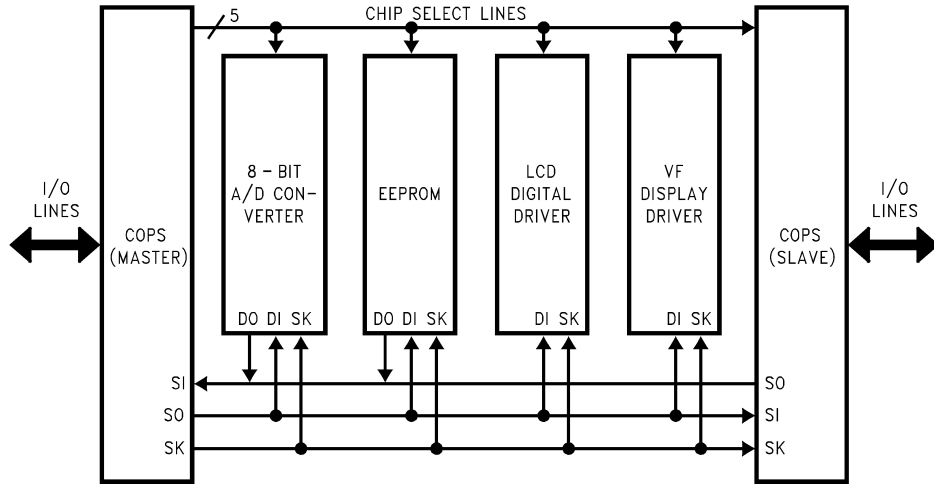 5
CHIP SELECT LINES
8-BIT
A/D CON-
VERTER
EEPROM
LCD
DIGITAL
DRIVER
VF
DISPLAY
DRIVER
I/O
LINES
COPS
(MASTER)
I/O
LINES
COPS
(SLAVE)
DO DI SK
DO DI SK
DI SK
DI SK
SI
SO
SO
SI
SK
SK